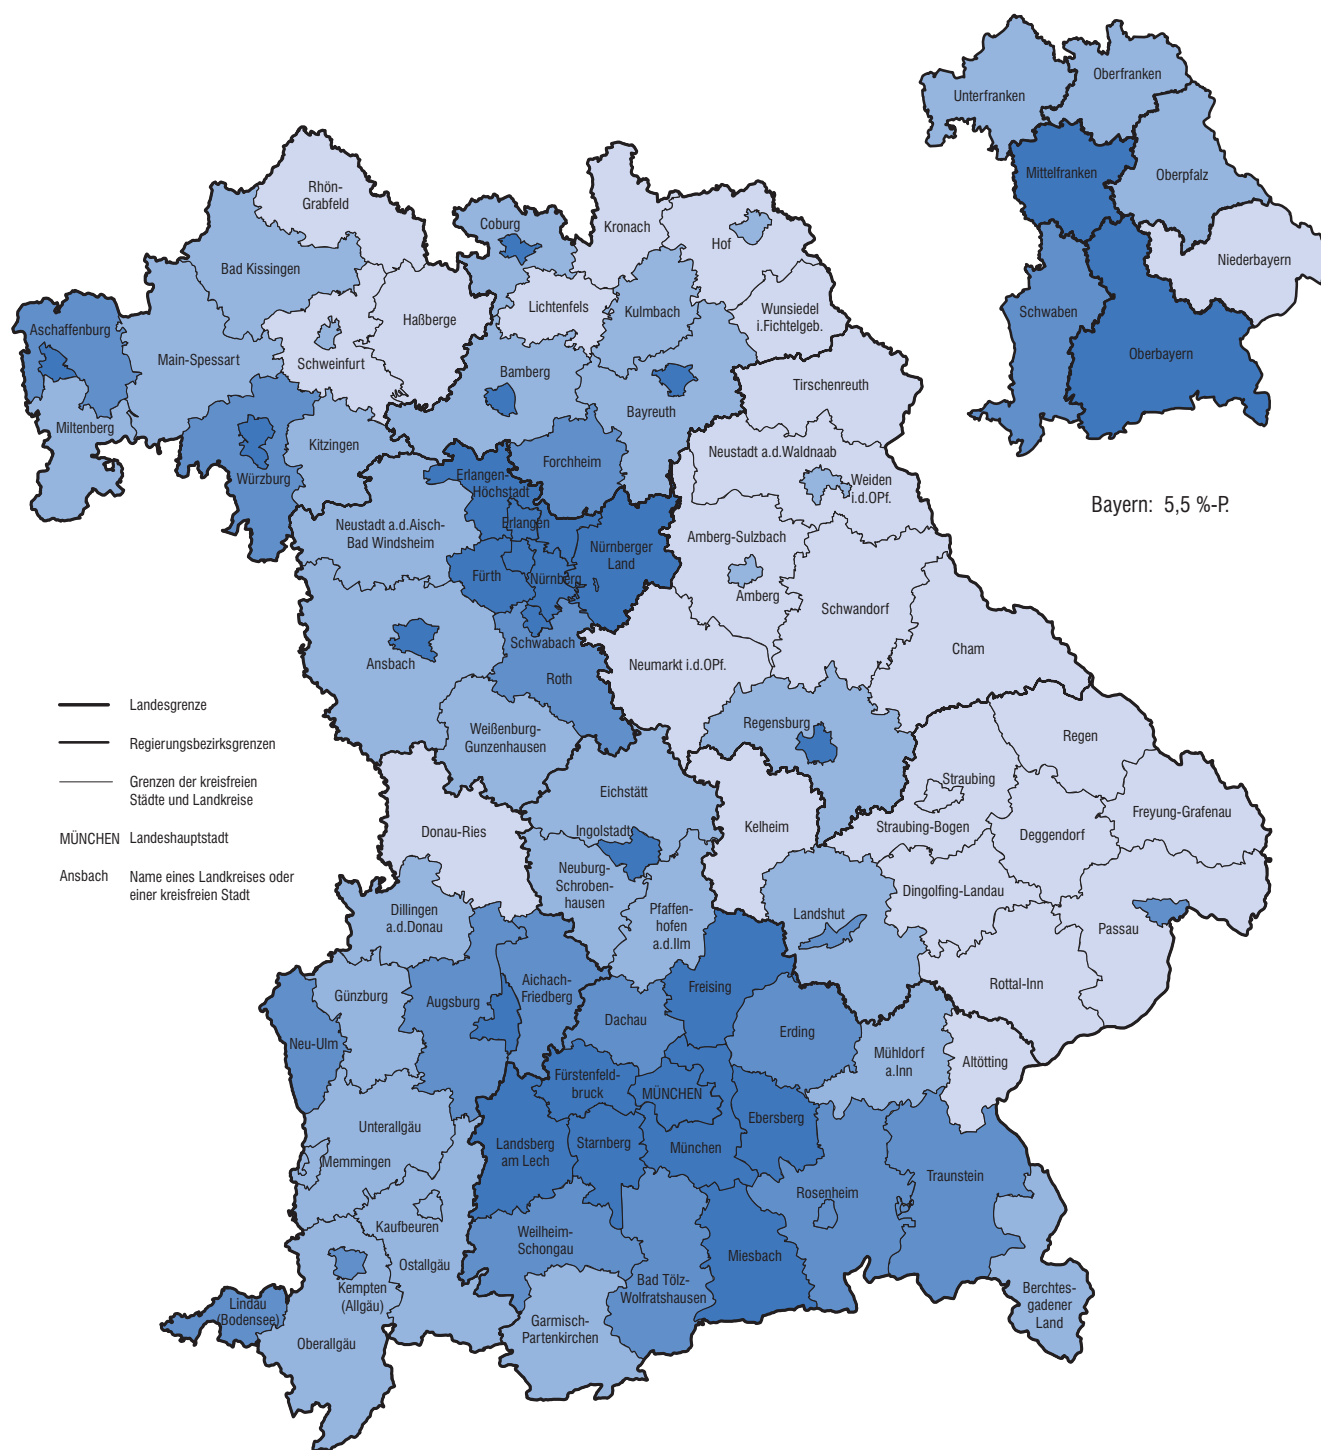 Oberfranken
Unterfranken
Mittelfranken
Oberpfalz
Niederbayern
Schwaben
Oberbayern
Bayern: 5,5 %-P.
Rhön-
Grabfeld
Coburg
Kronach
Hof
Bad Kissingen
Lichtenfels
Kulmbach
Wunsiedel
i.Fichtelgeb.
Haßberge
Aschaffenburg
Main-Spessart
Schweinfurt
Bamberg
Bayreuth
Tirschenreuth
Miltenberg
Kitzingen
Würzburg
Forchheim
Erlangen-
Höchstadt
Neustadt a.d.Waldnaab
Weiden
i.d.OPf.
Neustadt a.d.Aisch-
Bad Windsheim
Erlangen
Nürnberger
Land
Amberg-Sulzbach
Fürth
Nürnberg
Amberg
Schwandorf
Ansbach
Schwabach
Roth
Neumarkt i.d.OPf.
Cham
Weißenburg-
Gunzenhausen
Regensburg
Regen
Eichstätt
Straubing
Freyung-Grafenau
Donau-Ries
Ingolstadt
Kelheim
Straubing-Bogen
Deggendorf
Neuburg-
Schroben-
hausen
Dingolfing-Landau
Dillingen
a.d.Donau
Pfaffen-
hofen
a.d.Ilm
Landshut
Passau
Günzburg
Augsburg
Aichach-
Friedberg
Freising
Rottal-Inn
Neu-Ulm
Dachau
Erding
Mühldorf
a.Inn
Altötting
Fürstenfeld-
bruck
MÜNCHEN
Unterallgäu
Landsberg
am Lech
Starnberg
München
Ebersberg
Memmingen
Traunstein
Rosenheim
Kaufbeuren
Weilheim-
Schongau
Ostallgäu
Miesbach
Kempten
(Allgäu)
Bad Tölz-
Wolfratshausen
Lindau
(Bodensee)
Oberallgäu
Garmisch-
Partenkirchen
Berchtes-
gadener
Land
Landesgrenze
Regierungsbezirksgrenzen
Grenzen der kreisfreien
Städte und Landkreise
MÜNCHEN Landeshauptstadt
Ansbach Name eines Landkreises oder
einer kreisfreien Stadt